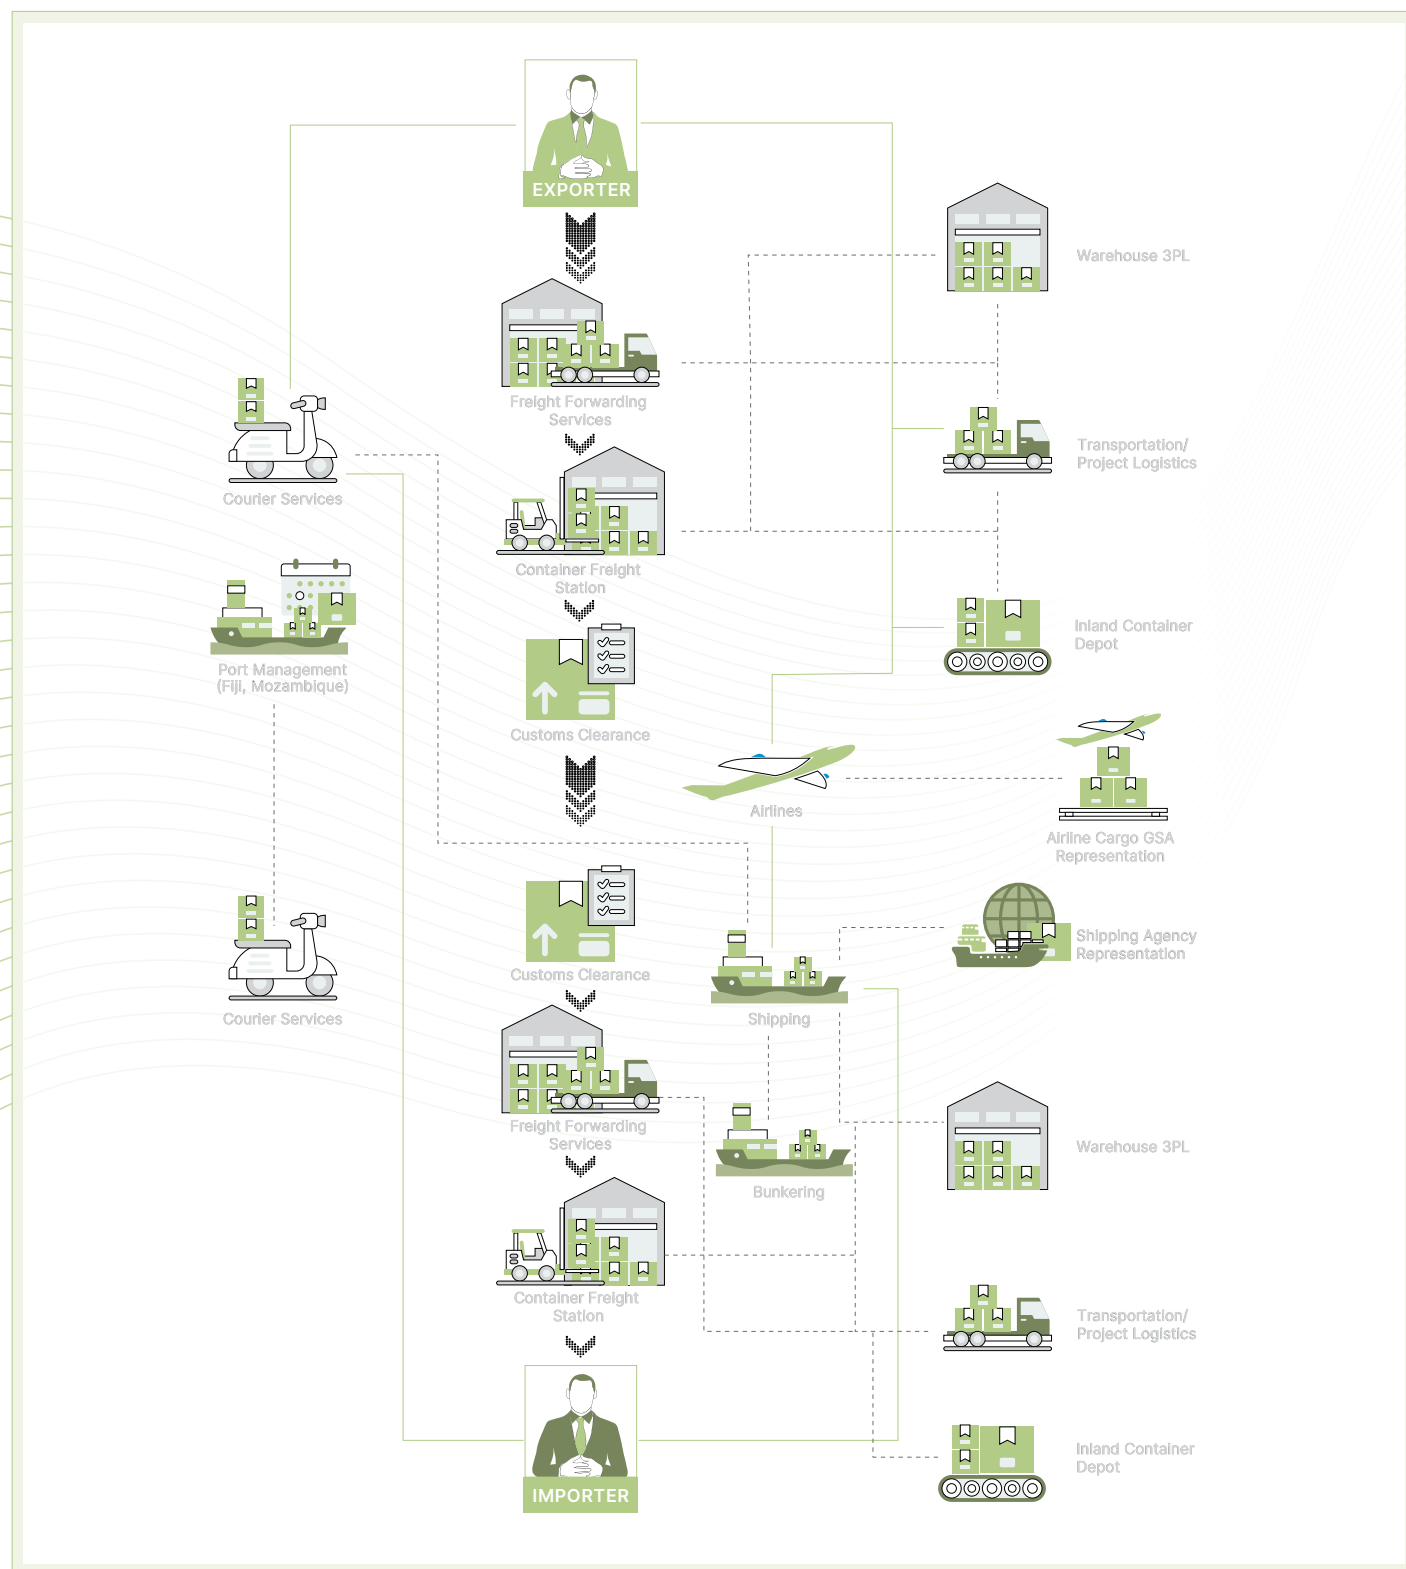 EXPORTER
Warehouse 3PL
Freight Forwarding
Services
Transportation/
Project Logistics
Courier Services
Container Freight
Station
Inland Container
Depot
Port Management
(Fiji, Mozambique)
Customs Clearance
Airlines
Airline Cargo GSA
Representation
Shipping Agency
Representation
Customs Clearance
Courier Services
Shipping
Freight Forwarding
Services
Warehouse 3PL
Bunkering
Container Freight
Station
Transportation/
Project Logistics
Inland Container
Depot
IMPORTER